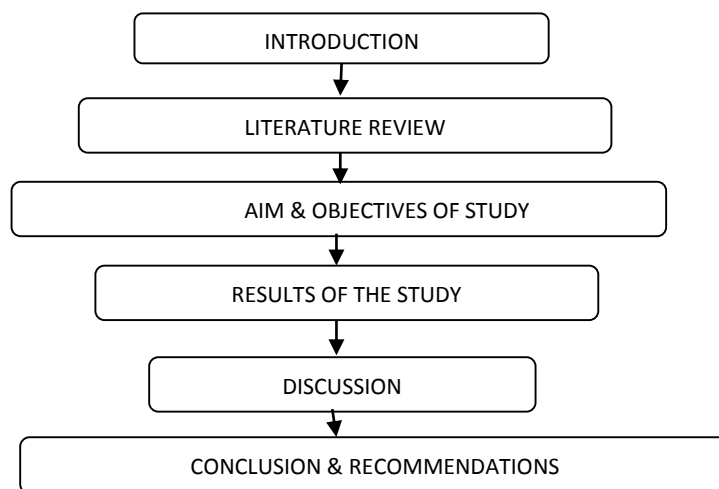 INTRODUCTION
LITERATURE REVIEW
AIM & OBJECTIVES OF STUDY
RESULTS OF THE STUDY
DISCUSSION
CONCLUSION & RECOMMENDATIONS